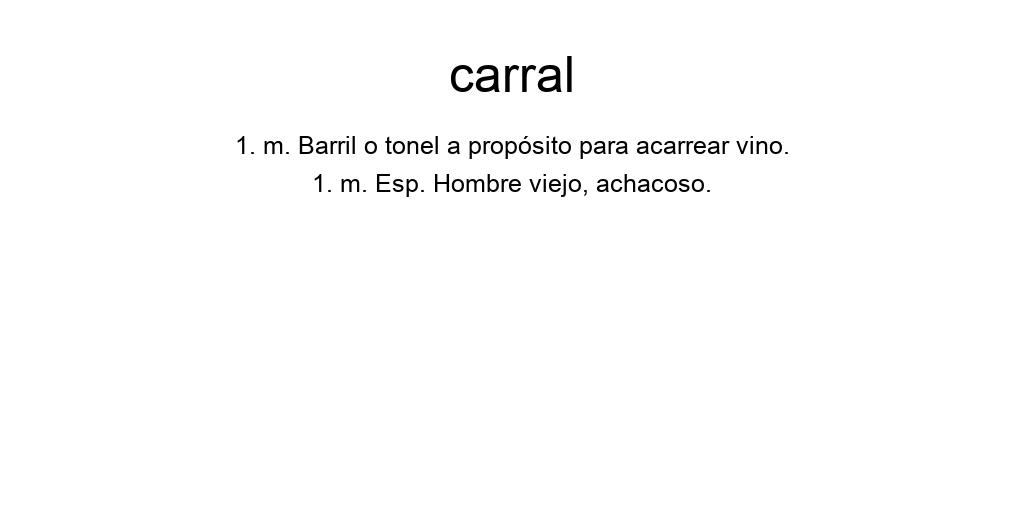 carral
1. m. Barril o tonel a propósito para acarrear vino.
1. m. Esp. Hombre viejo, achacoso.